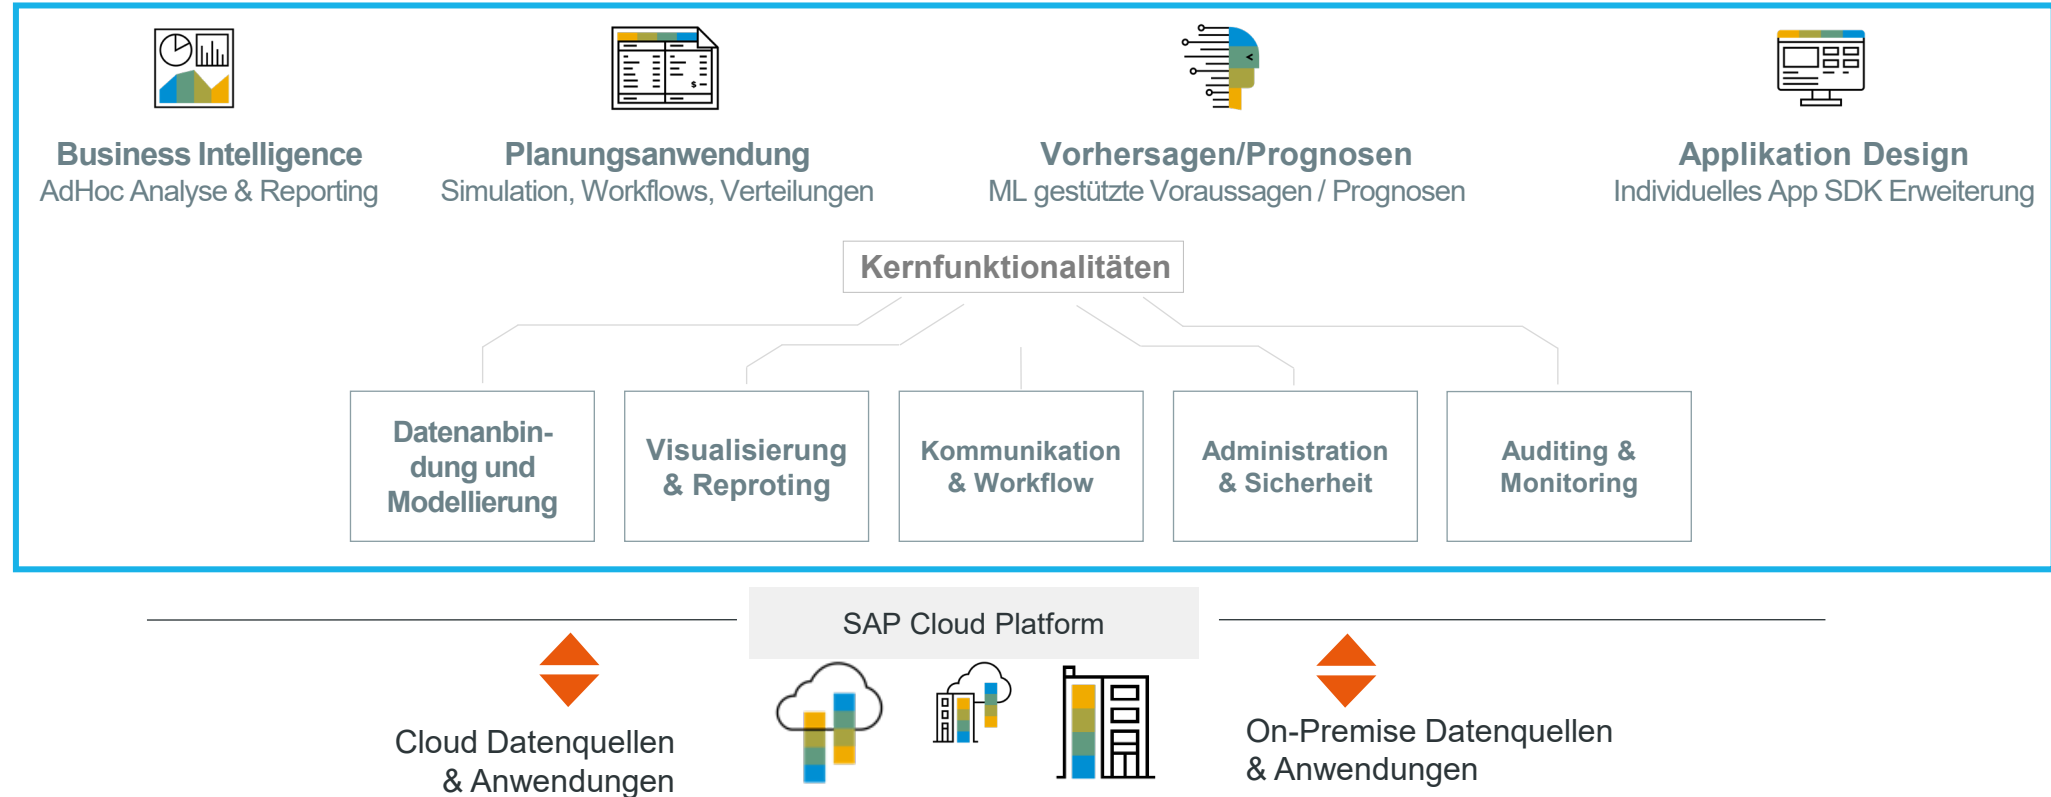 Business Intelligence
AdHoc Analyse & Reporting
Planungsanwendung
Simulation, Workflows, Verteilungen
Vorhersagen/Prognosen
ML gestützte Voraussagen / Prognosen
Applikation Design
Individuelles App SDK Erweiterung
Kernfunktionalitäten
Datenanbin-
dung und
Modellierung
Visualisierung
& Reproting
Kommunikation
& Workflow
Administration
& Sicherheit
Auditing &
Monitoring
SAP Cloud Platform
Cloud Datenquellen
& Anwendungen
On-Premise Datenquellen
& Anwendungen